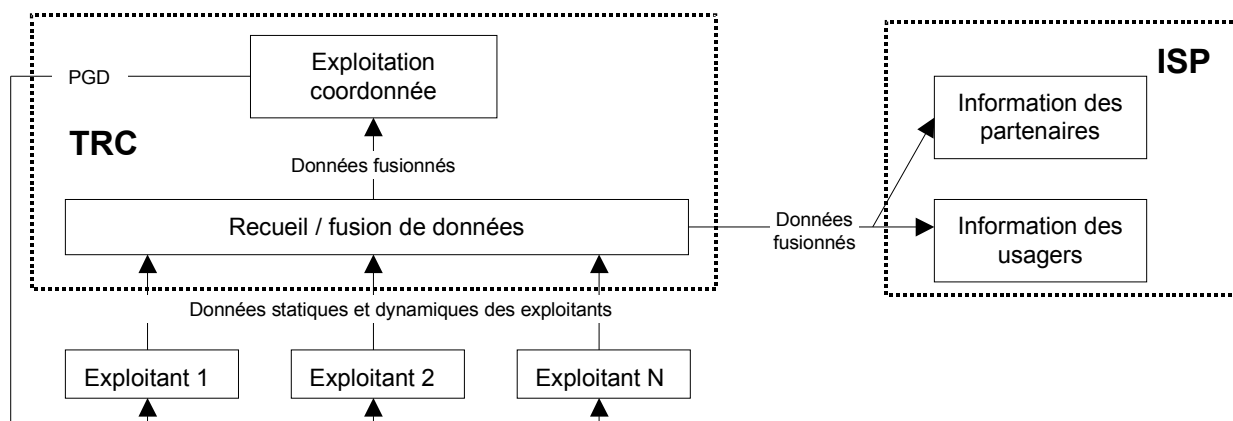 Exploitation
coordonnée
PGD
TRC
Données fusionnés
Recueil / fusion de données
Données statiques et dynamiques des exploitants
Exploitant 1
Exploitant 2
Exploitant N
Données
fusionnés
ISP
Information des
partenaires
Information des
usagers